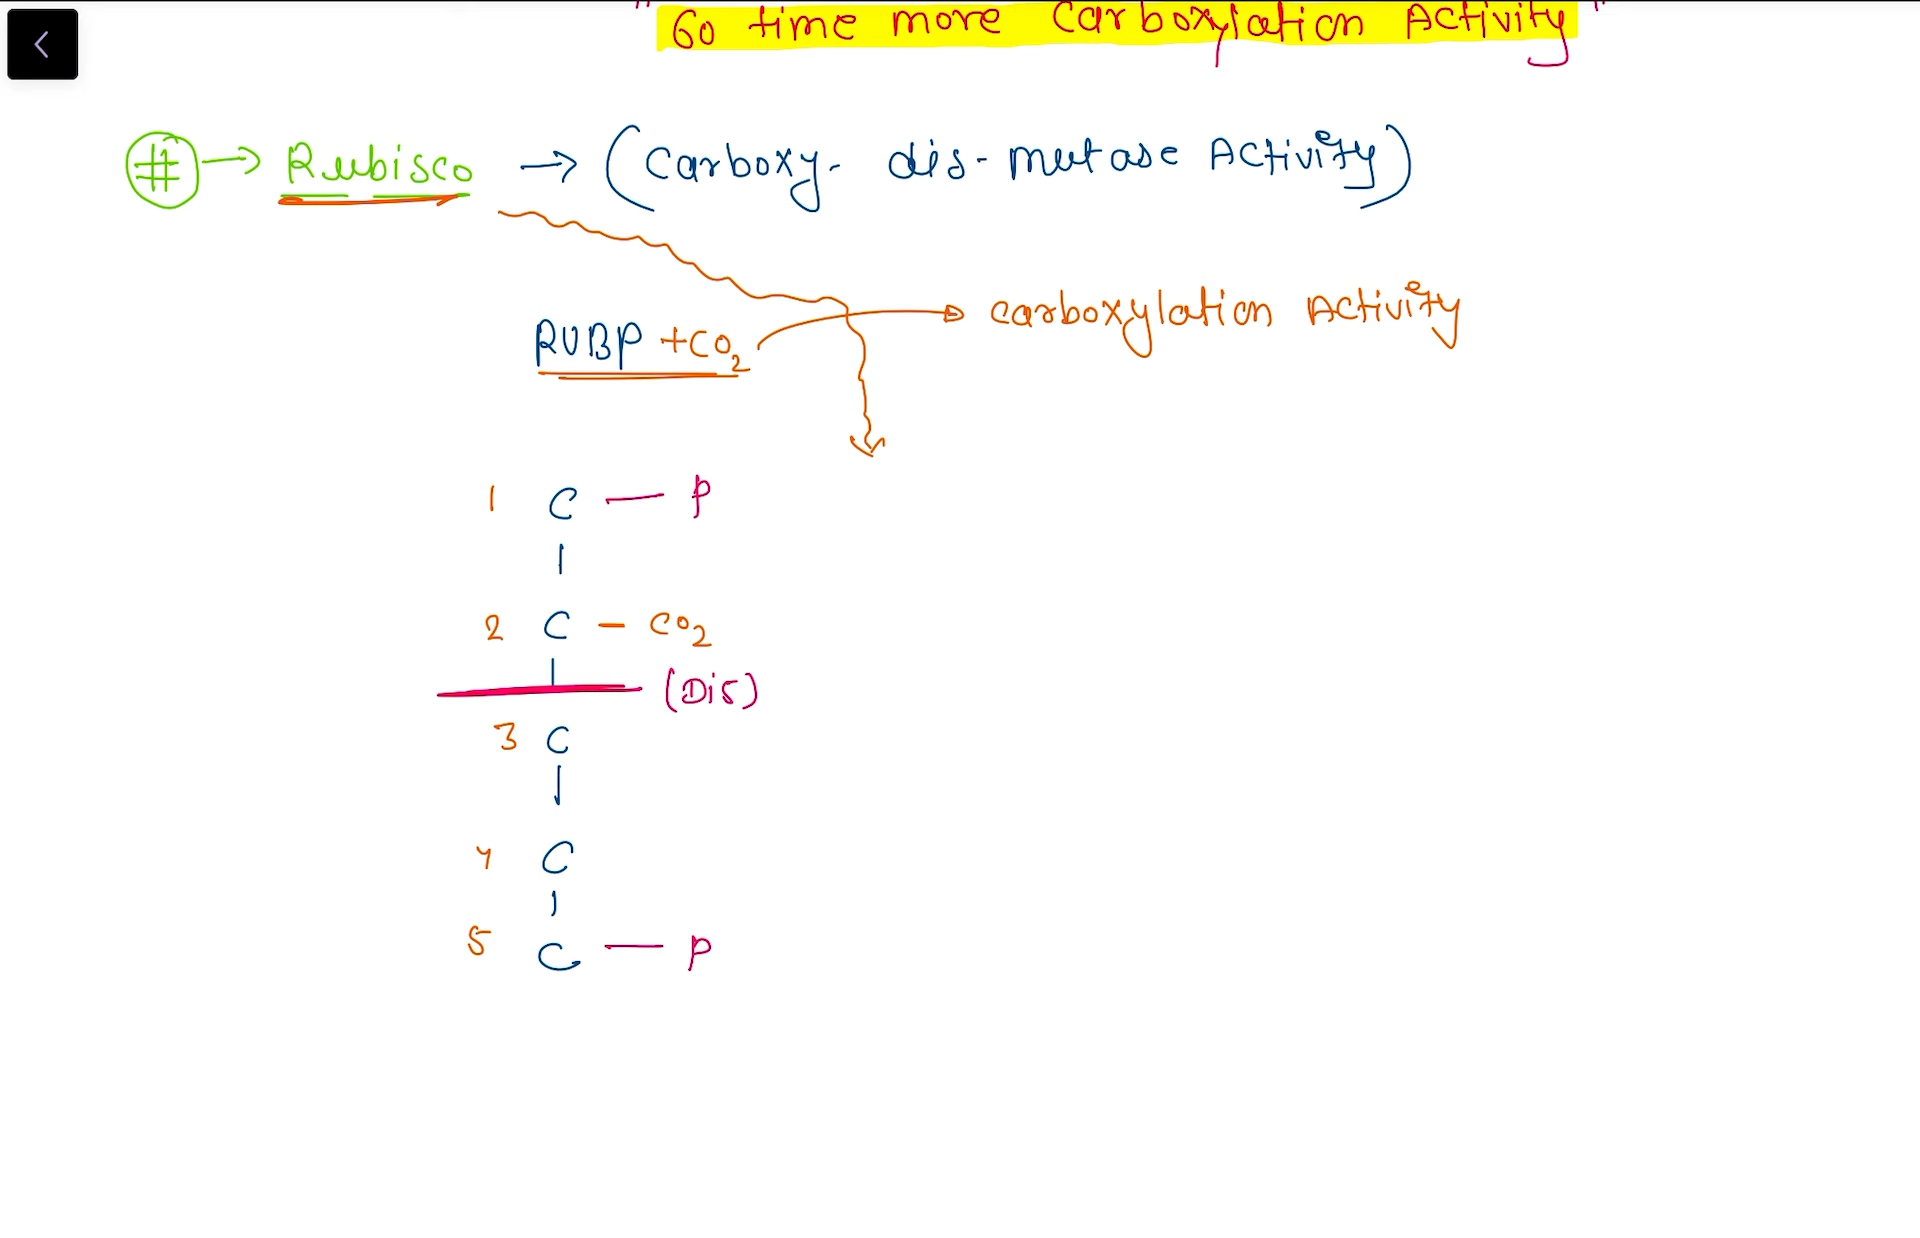 "60 time more Carboxylation Activity"
# → Rubisco → (Carboxy- dis-mutase Activity)
RUBP + CO2 → carboxylation Activity
1 C — P
2 C - CO2
(Dis)
3 C
4 C
5 C — P